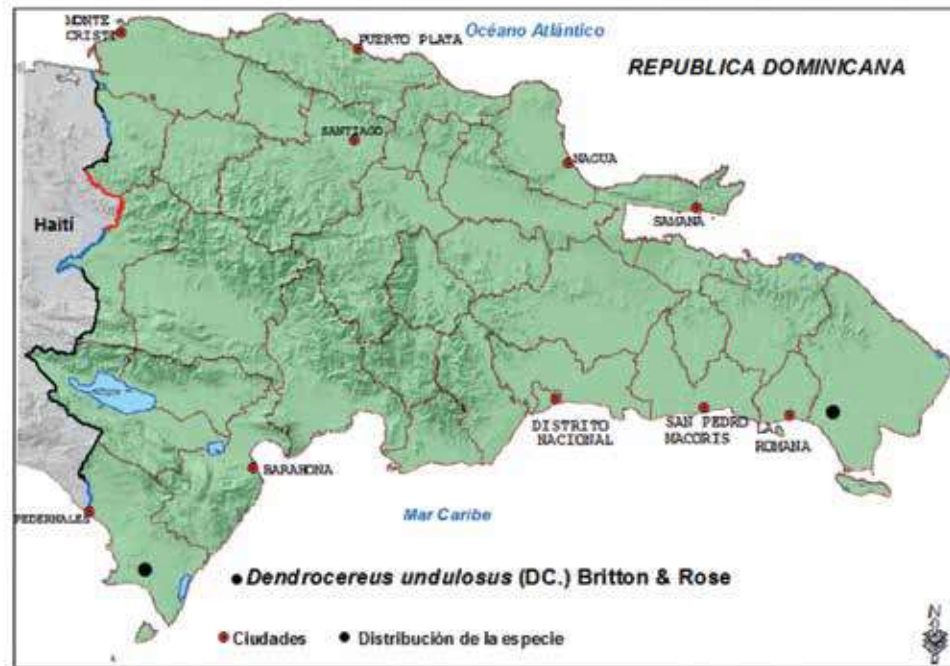 MONTE
CRISTI
PUERTO PLATA
Océano Atlántico
REPUBLICA DOMINICANA
SANTIAGO
NAGUA
SAMANA
Haití
DISTRITO
NACIONAL
SAN PEDRO
MACORIS
LA
ROMANA
BARAHONA
PEDERNALES
Mar Caribe
Dendrocereus undulosus (DC.) Britton & Rose
Ciudades
Distribución de la especie
N